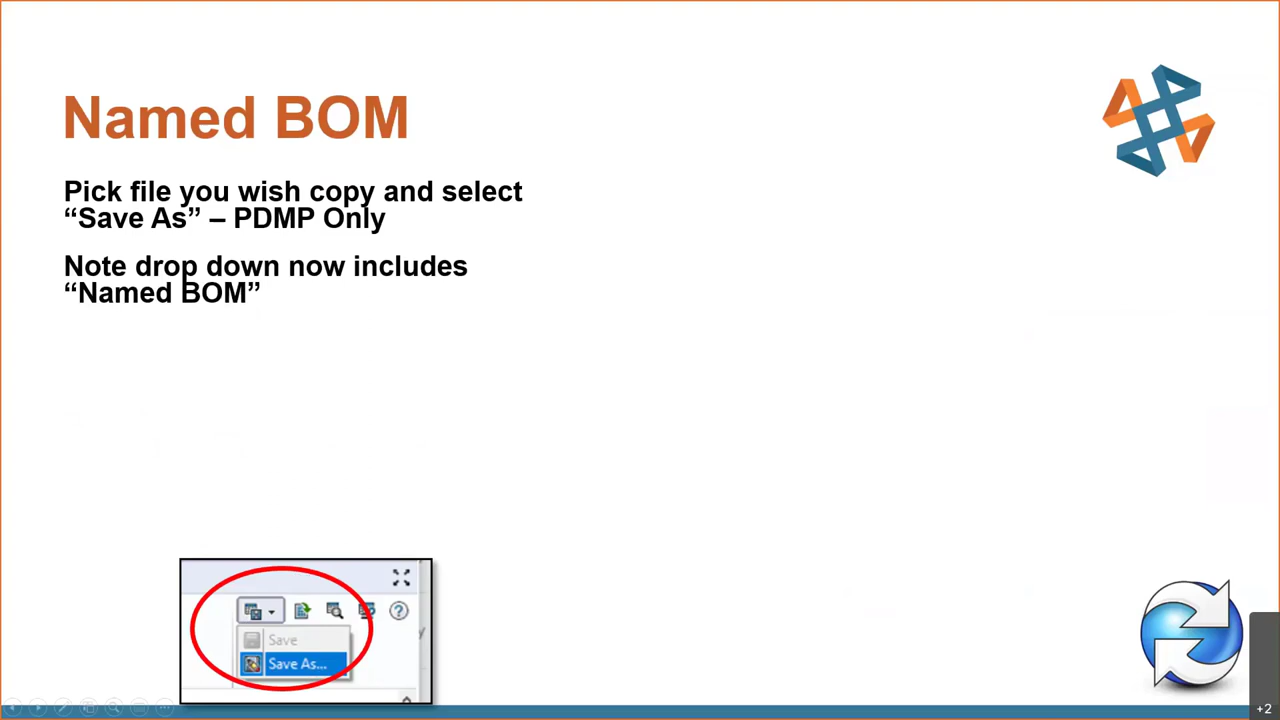 Named BOM
Pick file you wish copy and select
“Save As” – PDMP Only
Note drop down now includes
“Named BOM”
Save
Save As...
+2